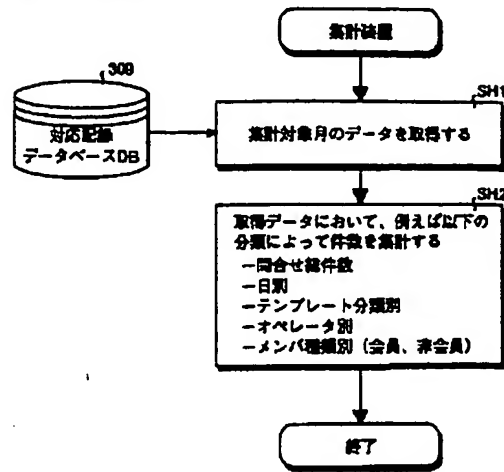 集計装置
309
対応記録
データベースDB
SH1
集計対象月のデータを取得する
SH2
取得データにおいて、例えば以下の
分類によって件数を集計する
―問合せ総件数
―日別
―テンプレート分類別
―オペレータ別
―メンバ種類別（会員、非会員）
終了